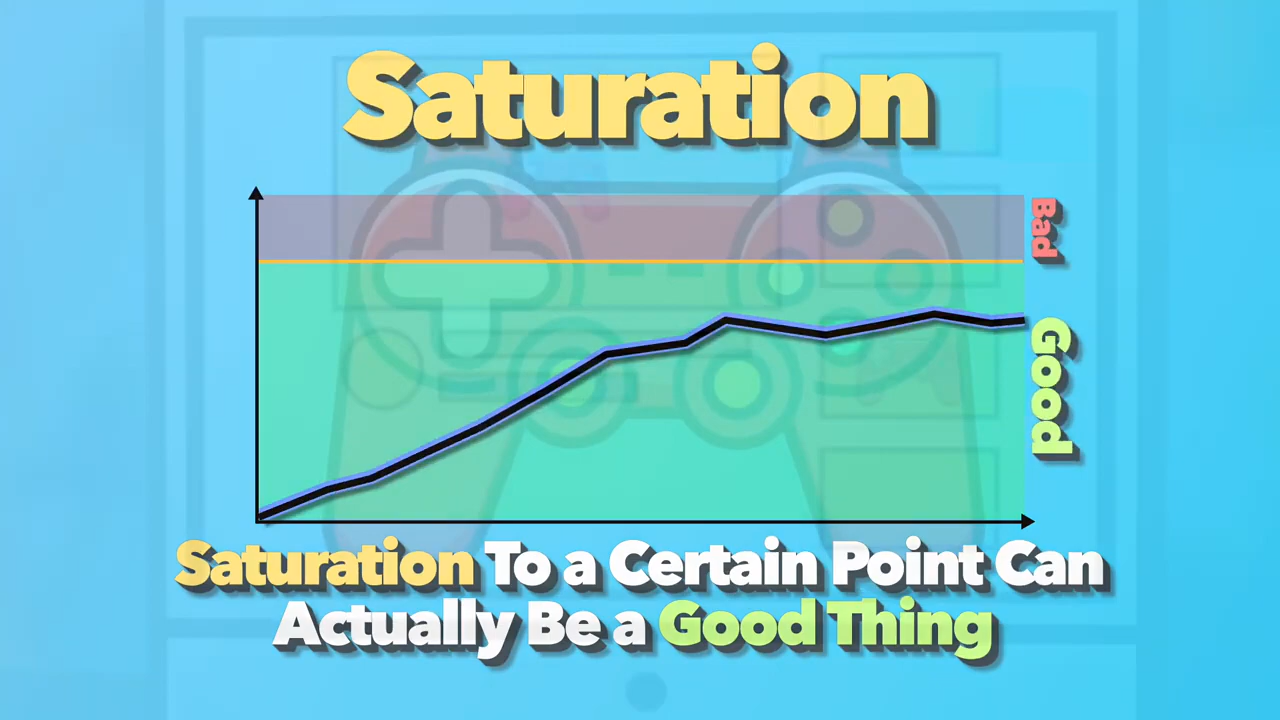 Saturation
Bad
Good
Saturation To a Certain Point Can
Actually Be a Good Thing